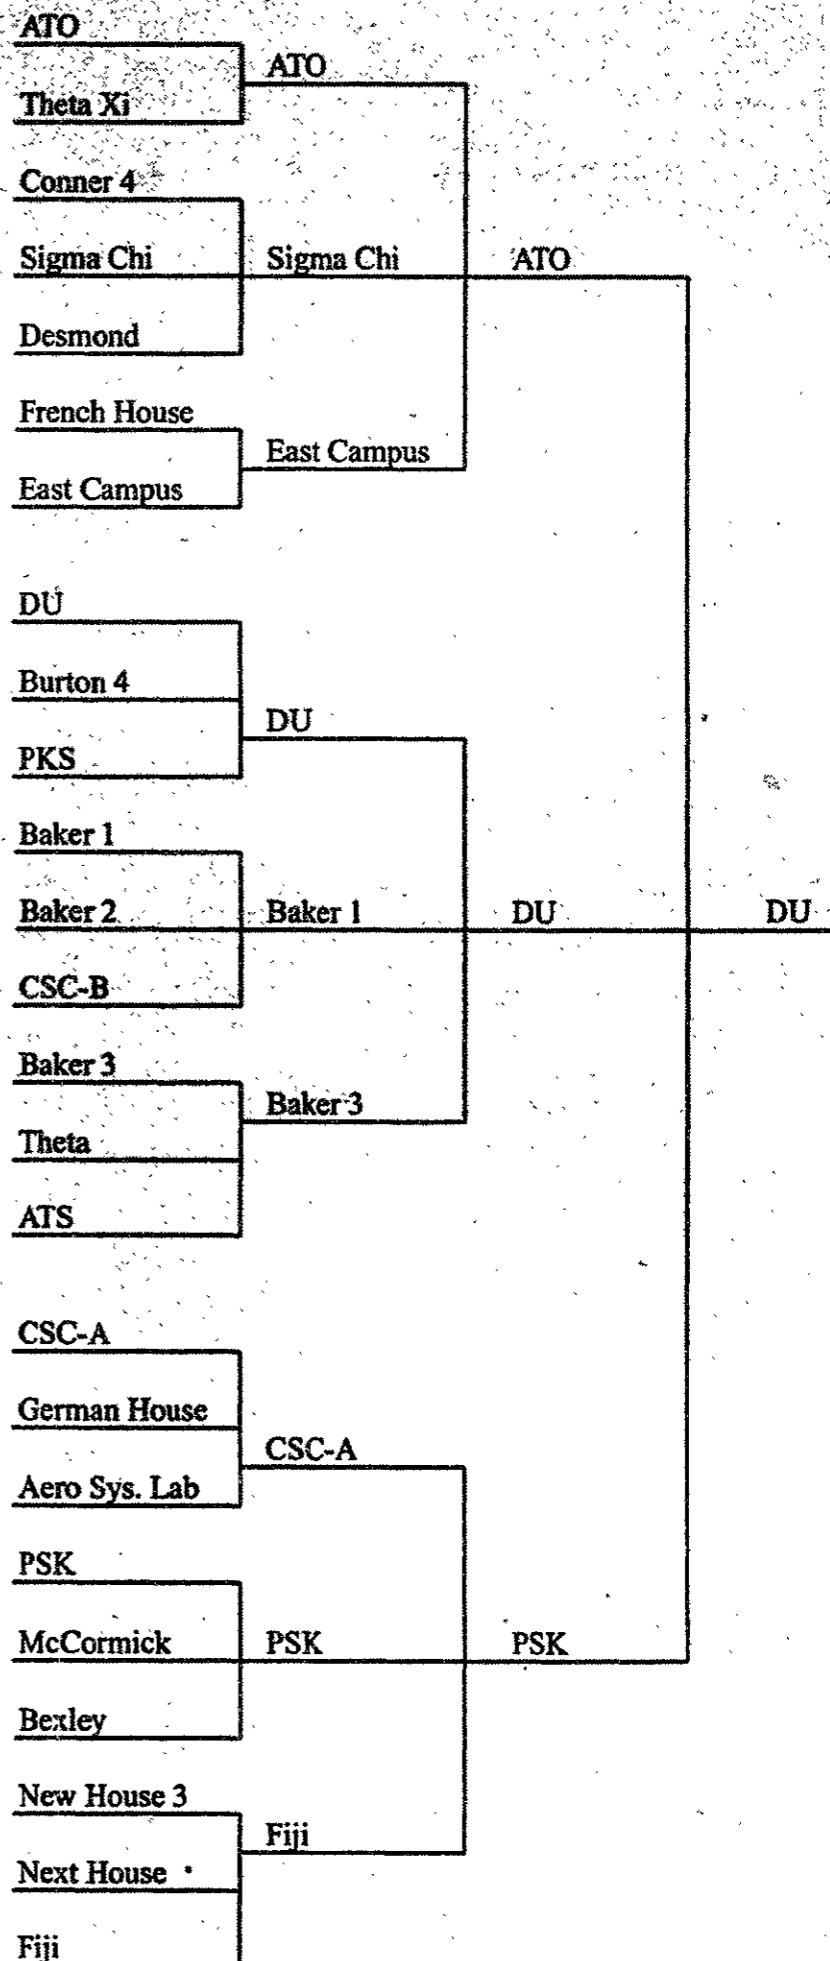 ATO
ATO
Theta Xi
Conner 4
Sigma Chi
Sigma Chi
ATO
Desmond
French House
East Campus
East Campus
DU
Burton 4
DU
PKS
Baker 1
Baker 2
Baker 1
DU
DU
CSC-B
Baker 3
Baker 3
Theta
ATS
CSC-A
German House
CSC-A
Aero Sys. Lab
PSK
McCormick
PSK
PSK
Bexley
New House 3
Fiji
Next House
Fiji